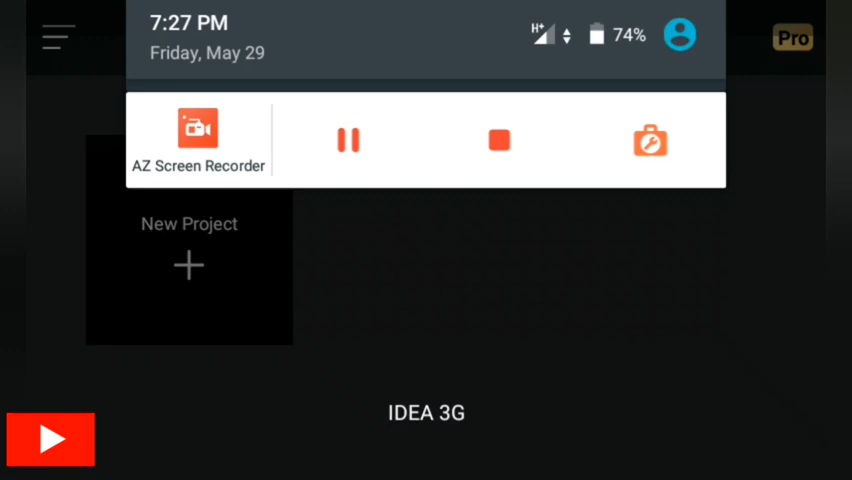 7:27 PM
Friday, May 29
H+
74%
Pro
AZ Screen Recorder
New Project
IDEA 3G